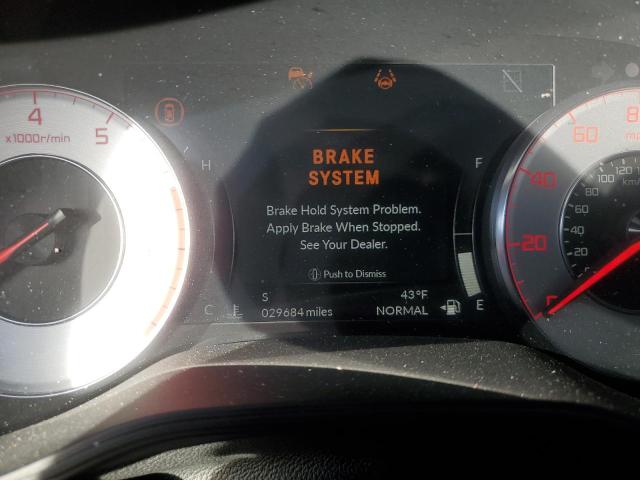 4
5
x1000r/min
H
C
BRAKE
SYSTEM
Brake Hold System Problem.
Apply Brake When Stopped.
See Your Dealer.
Push to Dismiss
S
43°F
029684 miles
NORMAL
F
E
60
40
20
100
120
80
60
40
20